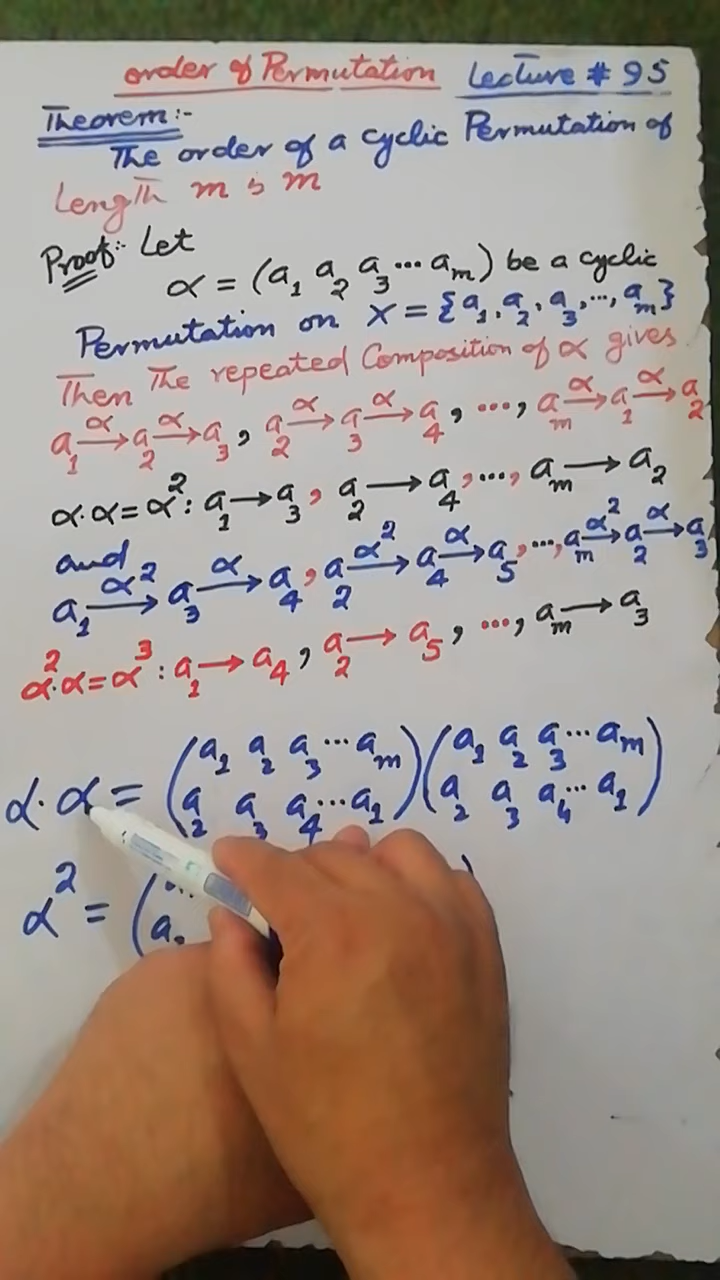 order of Permutation Lecture # 95
Theorem:-
The order of a cyclic Permutation of
Length m is m
Proof:- Let
α = (a₁ a₂ a₃ ... aₘ) be a cyclic
Permutation on X = {a₁, a₂, a₃, ..., aₘ}
Then The repeated Composition of α gives
a₁ —α→ a₂ —α→ a₃, a₂ —α→ a₃ —α→ a₄, ..., aₘ —α→ a₁ —α→ a₂
α·α = α²: a₁ → a₃, a₂ → a₄, ..., aₘ → a₂
and
a₁ —α²→ a₃ —α→ a₄, a₂ —α²→ a₄ —α→ a₅, ..., aₘ —α²→ a₂ —α→ a₃
α²·α = α³: a₁ → a₄, a₂ → a₅, ..., aₘ → a₃
(a₁ a₂ a₃ ... aₘ)(a₁ a₂ a₃ ... aₘ)
α·α = (a₂ a₃ a₄ ... a₁)(a₂ a₃ a₄ ... a₁)
α² = (